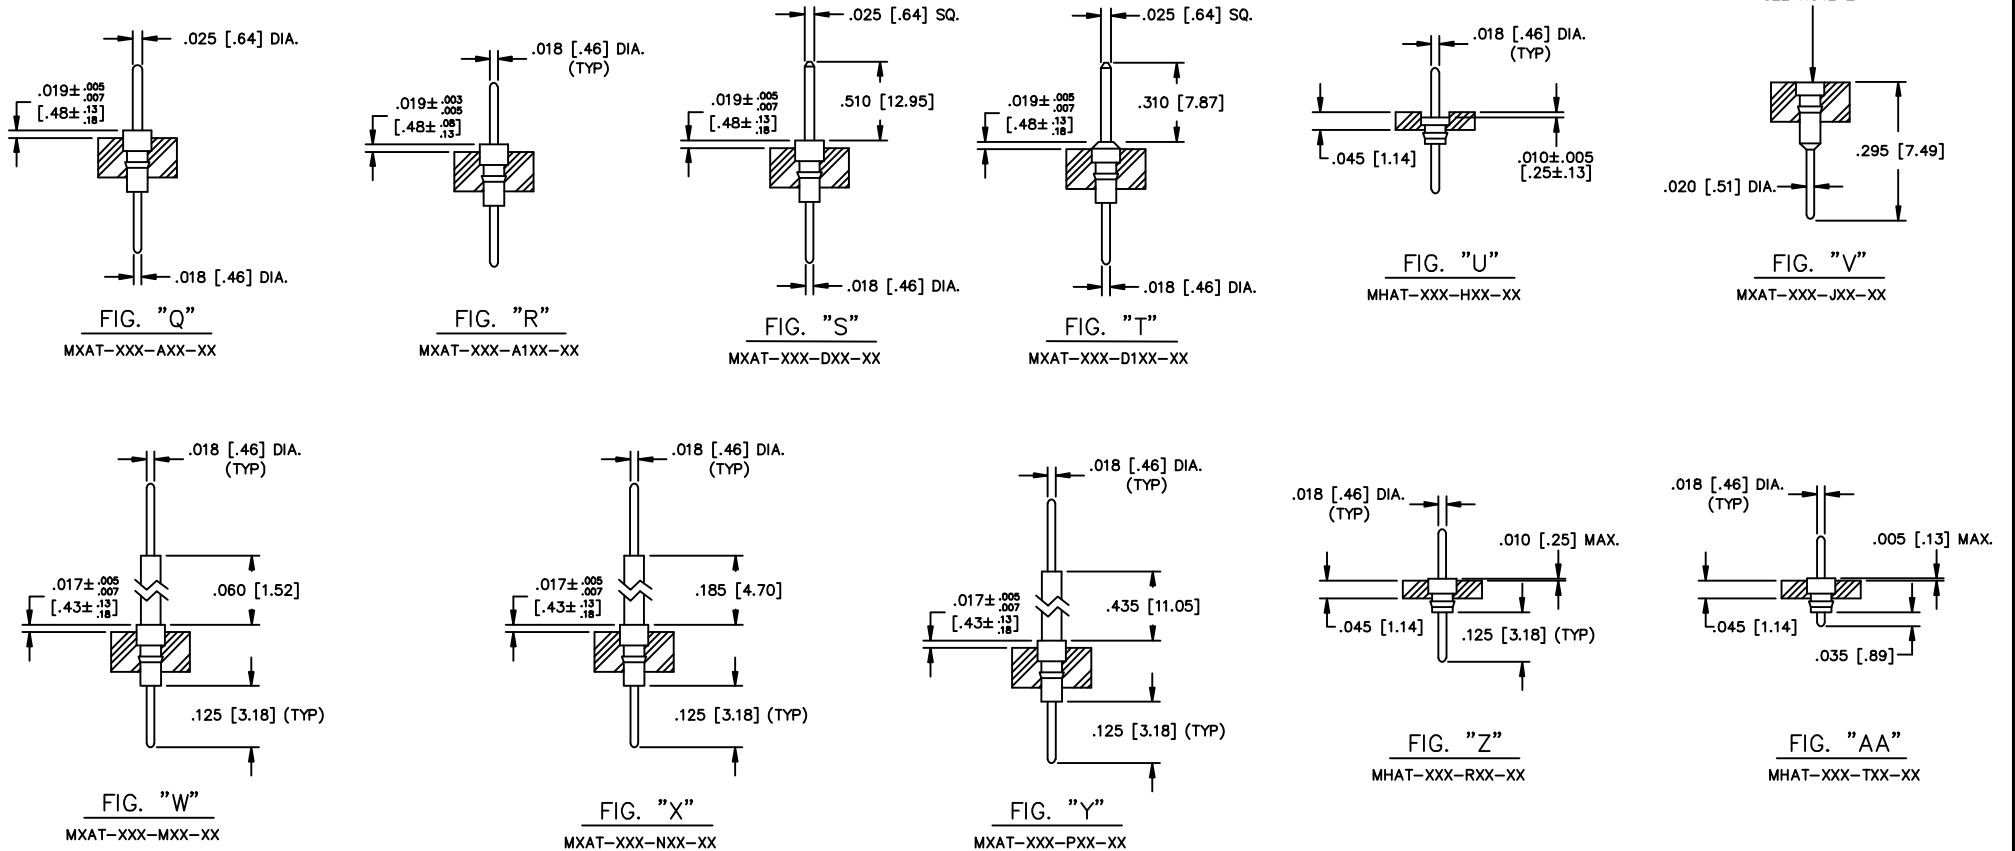 .025 [.64] DIA.
.019± .005
.007
[.48± .13
.18]
.018 [.46] DIA.
FIG. "Q"
MXAT-XXX-AXX-XX
.018 [.46] DIA.
(TYP)
.019± .003
.005
[.48± .08
.13]
FIG. "R"
MXAT-XXX-A1XX-XX
.025 [.64] SQ.
.019± .005
.007
[.48± .13
.18]
.510 [12.95]
.018 [.46] DIA.
FIG. "S"
MXAT-XXX-DXX-XX
.025 [.64] SQ.
.019± .005
.007
[.48± .13
.18]
.310 [7.87]
.018 [.46] DIA.
FIG. "T"
MXAT-XXX-D1XX-XX
.018 [.46] DIA.
(TYP)
.045 [1.14]
.010±.005
[.25±.13]
FIG. "U"
MHAT-XXX-HXX-XX
.295 [7.49]
.020 [.51] DIA.
FIG. "V"
MXAT-XXX-JXX-XX
.018 [.46] DIA.
(TYP)
.017± .005
.007
[.43± .13
.18]
.060 [1.52]
.125 [3.18] (TYP)
FIG. "W"
MXAT-XXX-MXX-XX
.018 [.46] DIA.
(TYP)
.017± .005
.007
[.43± .13
.18]
.185 [4.70]
.125 [3.18] (TYP)
FIG. "X"
MXAT-XXX-NXX-XX
.018 [.46] DIA.
(TYP)
.017± .005
.007
[.43± .13
.18]
.435 [11.05]
.125 [3.18] (TYP)
FIG. "Y"
MXAT-XXX-PXX-XX
.018 [.46] DIA.
(TYP)
.010 [.25] MAX.
.045 [1.14]
.125 [3.18] (TYP)
FIG. "Z"
MHAT-XXX-RXX-XX
.018 [.46] DIA.
(TYP)
.005 [.13] MAX.
.045 [1.14]
.035 [.89]
FIG. "AA"
MHAT-XXX-TXX-XX